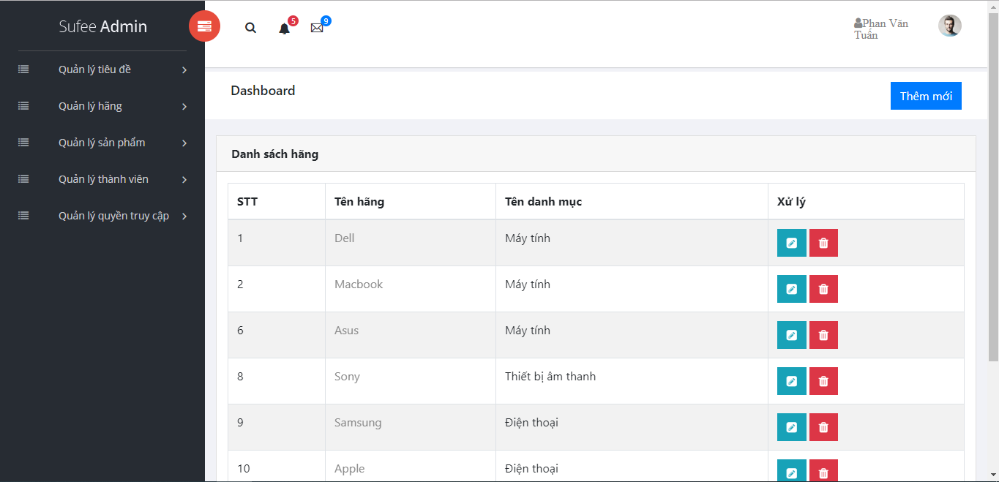 Sufee Admin
5
9
Phan Văn
Tuấn
Quản lý tiêu đề
Quản lý hãng
Quản lý sản phẩm
Quản lý thành viên
Quản lý quyền truy cập
Dashboard
Thêm mới
Danh sách hãng
STT Tên hãng Tên danh mục Xử lý
1 Dell Máy tính
2 Macbook Máy tính
6 Asus Máy tính
8 Sony Thiết bị âm thanh
9 Samsung Điện thoại
10 Apple Điện thoại